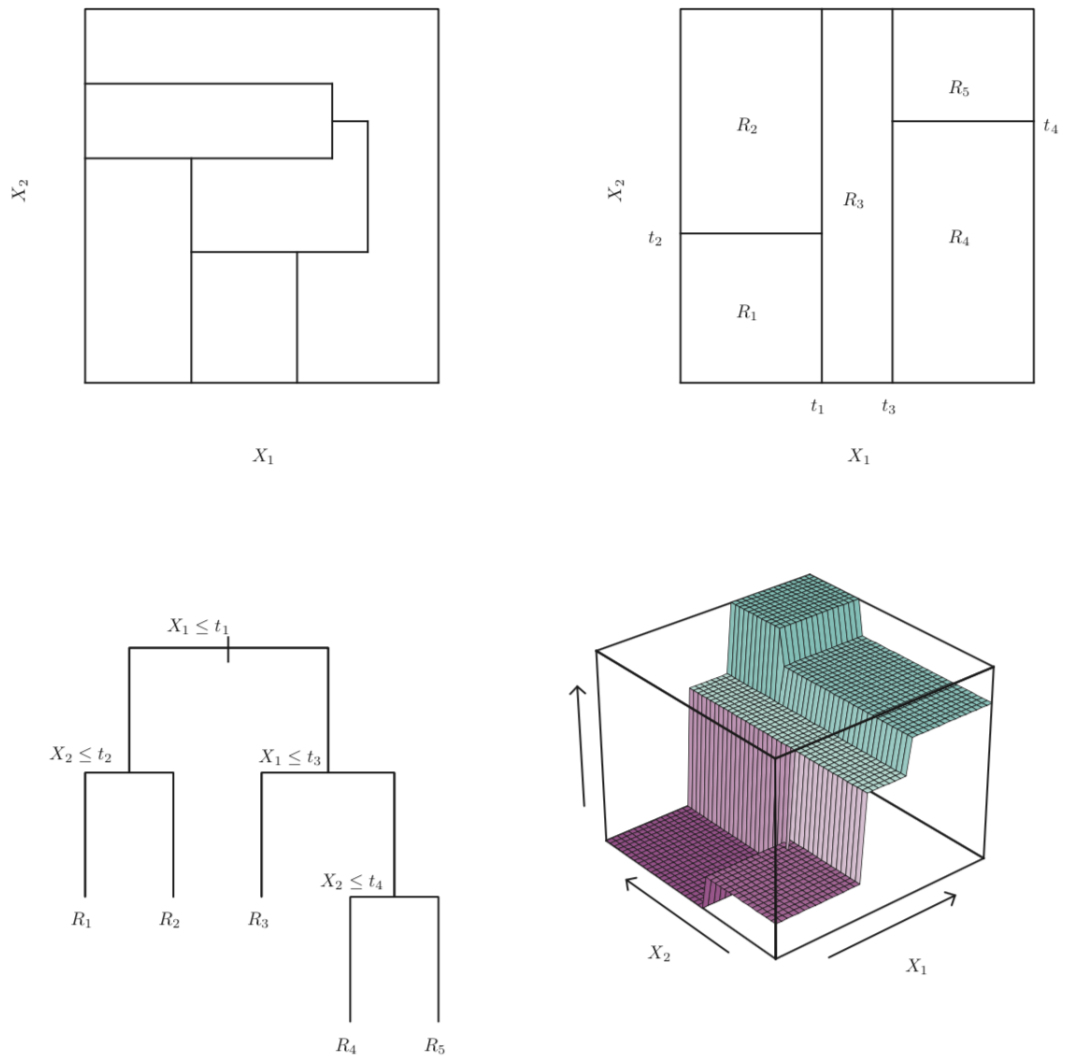 X₂
X₁
R₅
R₂
t₄
X₂
R₃
t₂
R₄
R₁
t₁
t₃
X₁
X₁ ≤ t₁
X₂ ≤ t₂
X₁ ≤ t₃
X₂ ≤ t₄
R₁
R₂
R₃
R₄
R₅
X₂
X₁